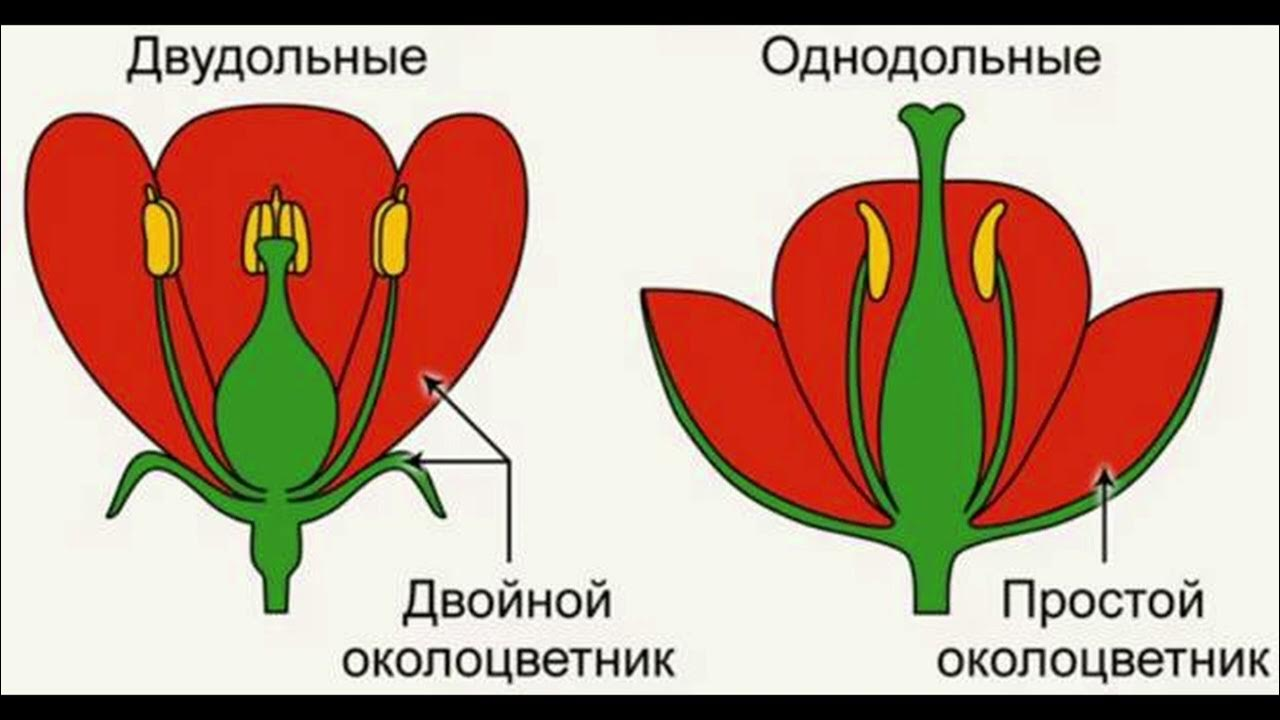 Двудольные
Однодольные
Двойной
околоцветник
Простой
околоцветник